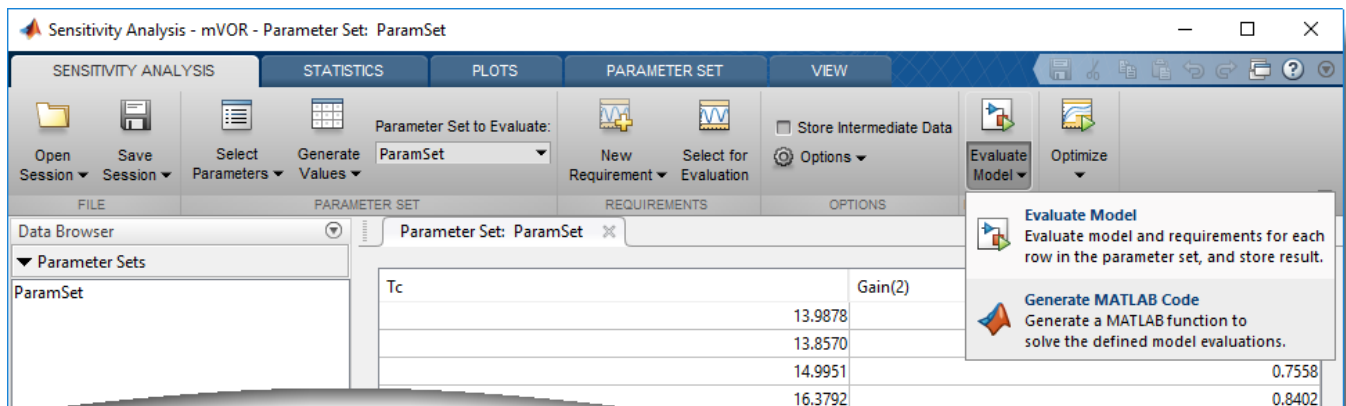 Sensitivity Analysis - mVOR - Parameter Set: ParamSet
SENSITIVITY ANALYSIS
STATISTICS
PLOTS
PARAMETER SET
VIEW
Open Session
Save Session
Select Parameters
Generate Values
Parameter Set to Evaluate:
ParamSet
New Requirement
Select for Evaluation
Store Intermediate Data
Options
Evaluate Model
Optimize
FILE
PARAMETER SET
REQUIREMENTS
OPTIONS
Data Browser
Parameter Sets
ParamSet
Parameter Set: ParamSet
Tc
Gain(2)
13.9878
13.8570
14.9951
0.7558
16.3792
0.8402
Evaluate Model
Evaluate model and requirements for each
row in the parameter set, and store result.
Generate MATLAB Code
Generate a MATLAB function to
solve the defined model evaluations.